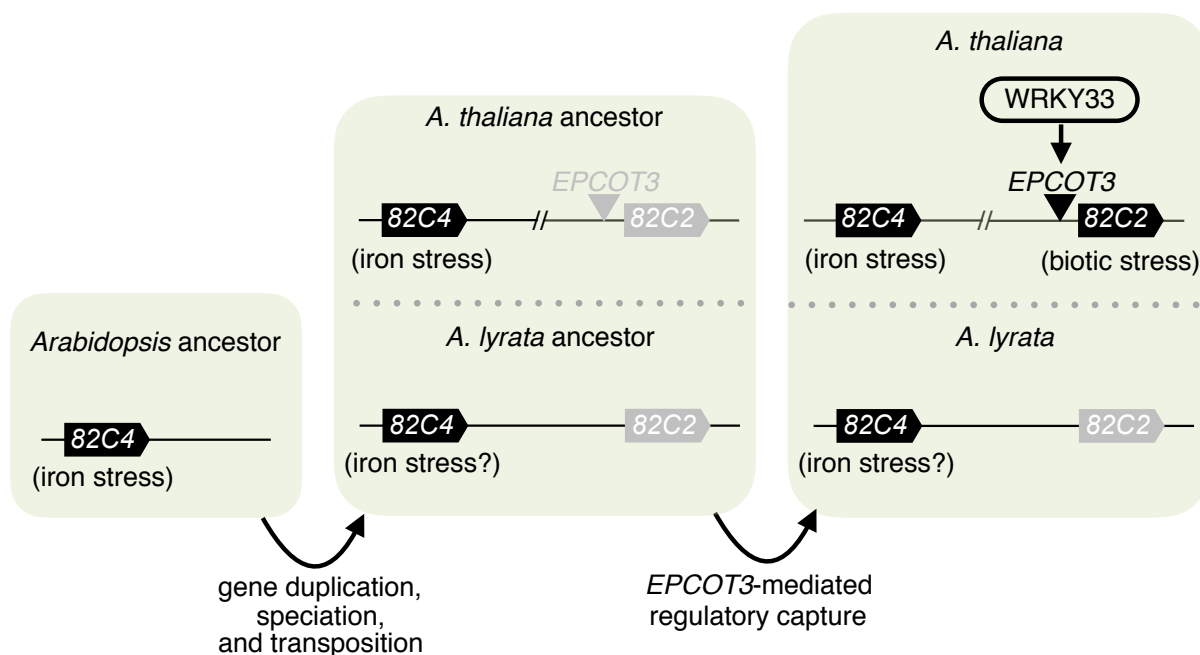 Arabidopsis ancestor
82C4
(iron stress)
gene duplication,
speciation,
and transposition
A. thaliana ancestor
EPCOT3
82C4 // 82C2
(iron stress)
A. lyrata ancestor
82C4 82C2
(iron stress?)
EPCOT3-mediated
regulatory capture
A. thaliana
WRKY33
EPCOT3
82C4 // 82C2
(iron stress) (biotic stress)
A. lyrata
82C4 82C2
(iron stress?)